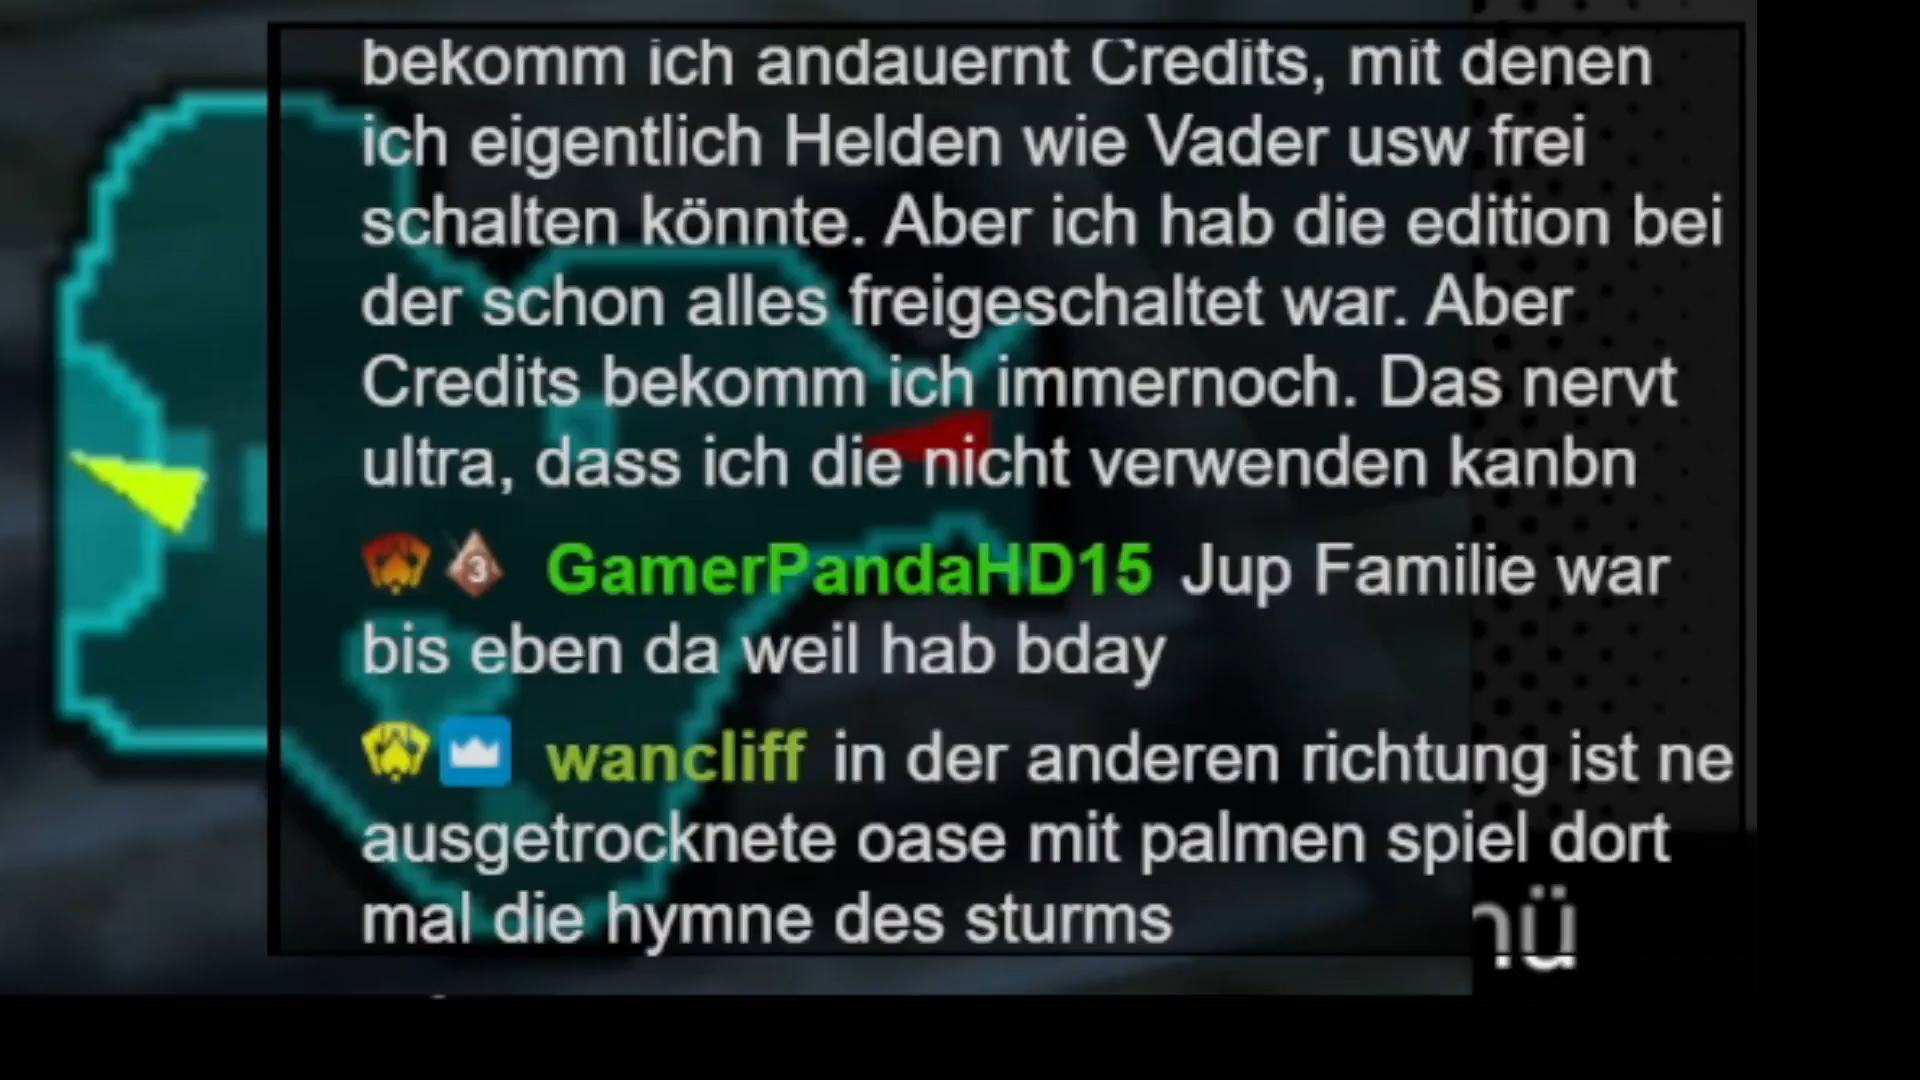 bekomm ich andauernt Credits, mit denen
ich eigentlich Helden wie Vader usw frei
schalten könnte. Aber ich hab die edition bei
der schon alles freigeschaltet war. Aber
Credits bekomm ich immernoch. Das nervt
ultra, dass ich die nicht verwenden kanbn
3 GamerPandaHD15 Jup Familie war
bis eben da weil hab bday
wancliff in der anderen richtung ist ne
ausgetrocknete oase mit palmen spiel dort
mal die hymne des sturms